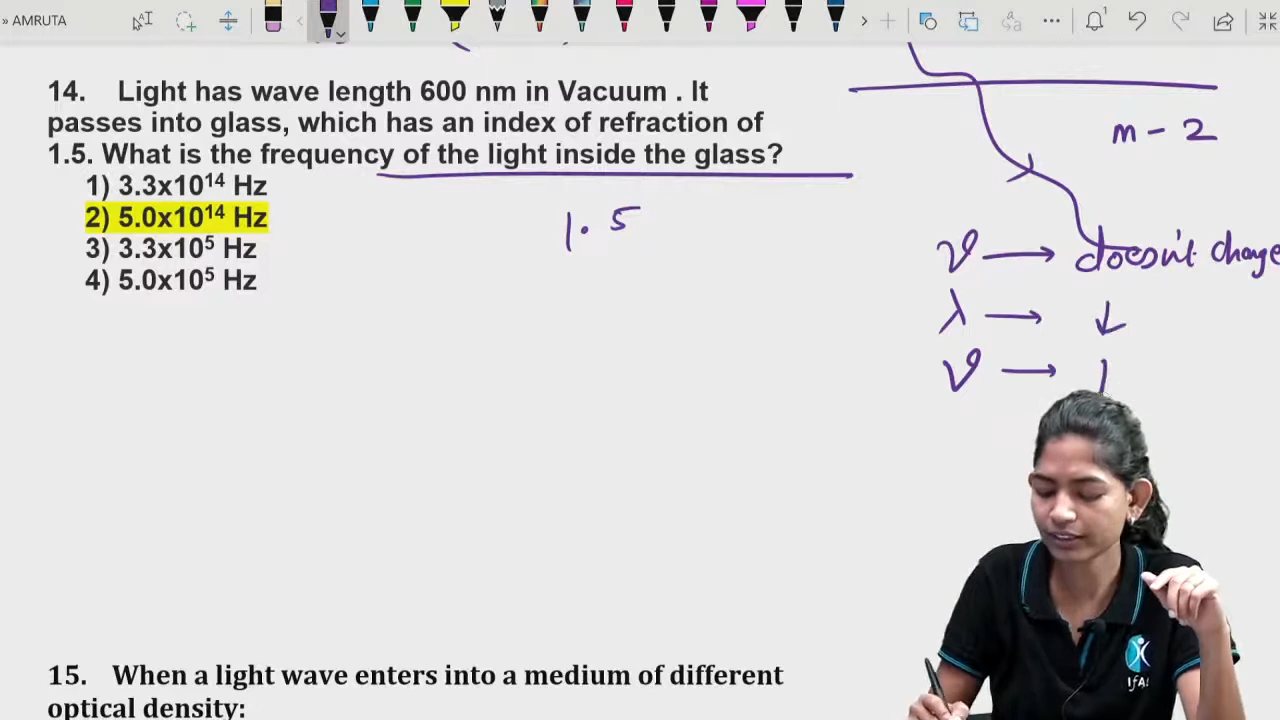 » AMRUTA
14. Light has wave length 600 nm in Vacuum . It
passes into glass, which has an index of refraction of
1.5. What is the frequency of the light inside the glass?
1) 3.3x10¹⁴ Hz
2) 5.0x10¹⁴ Hz
3) 3.3x10⁵ Hz
4) 5.0x10⁵ Hz
1.5
m - 2
ν → doesn't change
λ → ↓
IFAS
15. When a light wave enters into a medium of different
optical density: